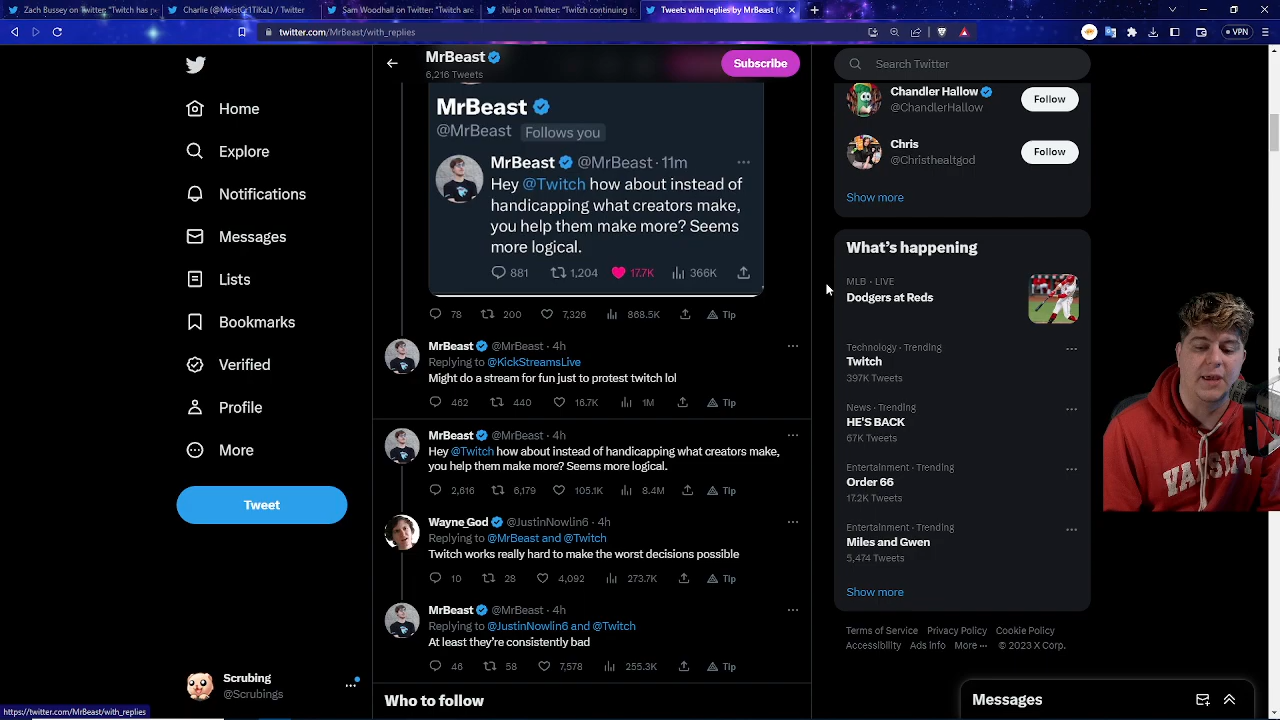 Zach Bussey on Twitter: "Twitch has pe
Charlie (@MoistCr1TiKaL) / Twitter
Sam Woodhall on Twitter: "Twitch are
Ninja on Twitter: "Twitch continuing to
Tweets with replies by MrBeast (@
twitter.com/MrBeast/with_replies
VPN
MrBeast
6,216 Tweets
Subscribe
Search Twitter
Home
Explore
Notifications
Messages
Lists
Bookmarks
Verified
Profile
More
Tweet
Scrubing
@Scrubings
MrBeast
@MrBeast Follows you
MrBeast @MrBeast · 11m
Hey @Twitch how about instead of
handicapping what creators make,
you help them make more? Seems
more logical.
881 1,204 17.7K 366K
78 200 7,326 868.5K Tip
MrBeast @MrBeast · 4h
Replying to @KickStreamsLive
Might do a stream for fun just to protest twitch lol
462 440 16.7K 1M Tip
MrBeast @MrBeast · 4h
Hey @Twitch how about instead of handicapping what creators make,
you help them make more? Seems more logical.
2,616 6,179 105.1K 8.4M Tip
Wayne_God @JustinNowlin6 · 4h
Replying to @MrBeast and @Twitch
Twitch works really hard to make the worst decisions possible
10 28 4,092 273.7K Tip
MrBeast @MrBeast · 4h
Replying to @JustinNowlin6 and @Twitch
At least they're consistently bad
46 58 7,578 255.3K Tip
Who to follow
Chandler Hallow
@ChandlerHallow
Follow
Chris
@Christhealtgod
Follow
Show more
What's happening
MLB · LIVE
Dodgers at Reds
Technology · Trending
Twitch
397K Tweets
News · Trending
HE'S BACK
67K Tweets
Entertainment · Trending
Order 66
17.2K Tweets
Entertainment · Trending
Miles and Gwen
5,474 Tweets
Show more
Terms of Service Privacy Policy Cookie Policy
Accessibility Ads info More ··· © 2023 X Corp.
Messages
VARSITY
https://twitter.com/MrBeast/with_replies